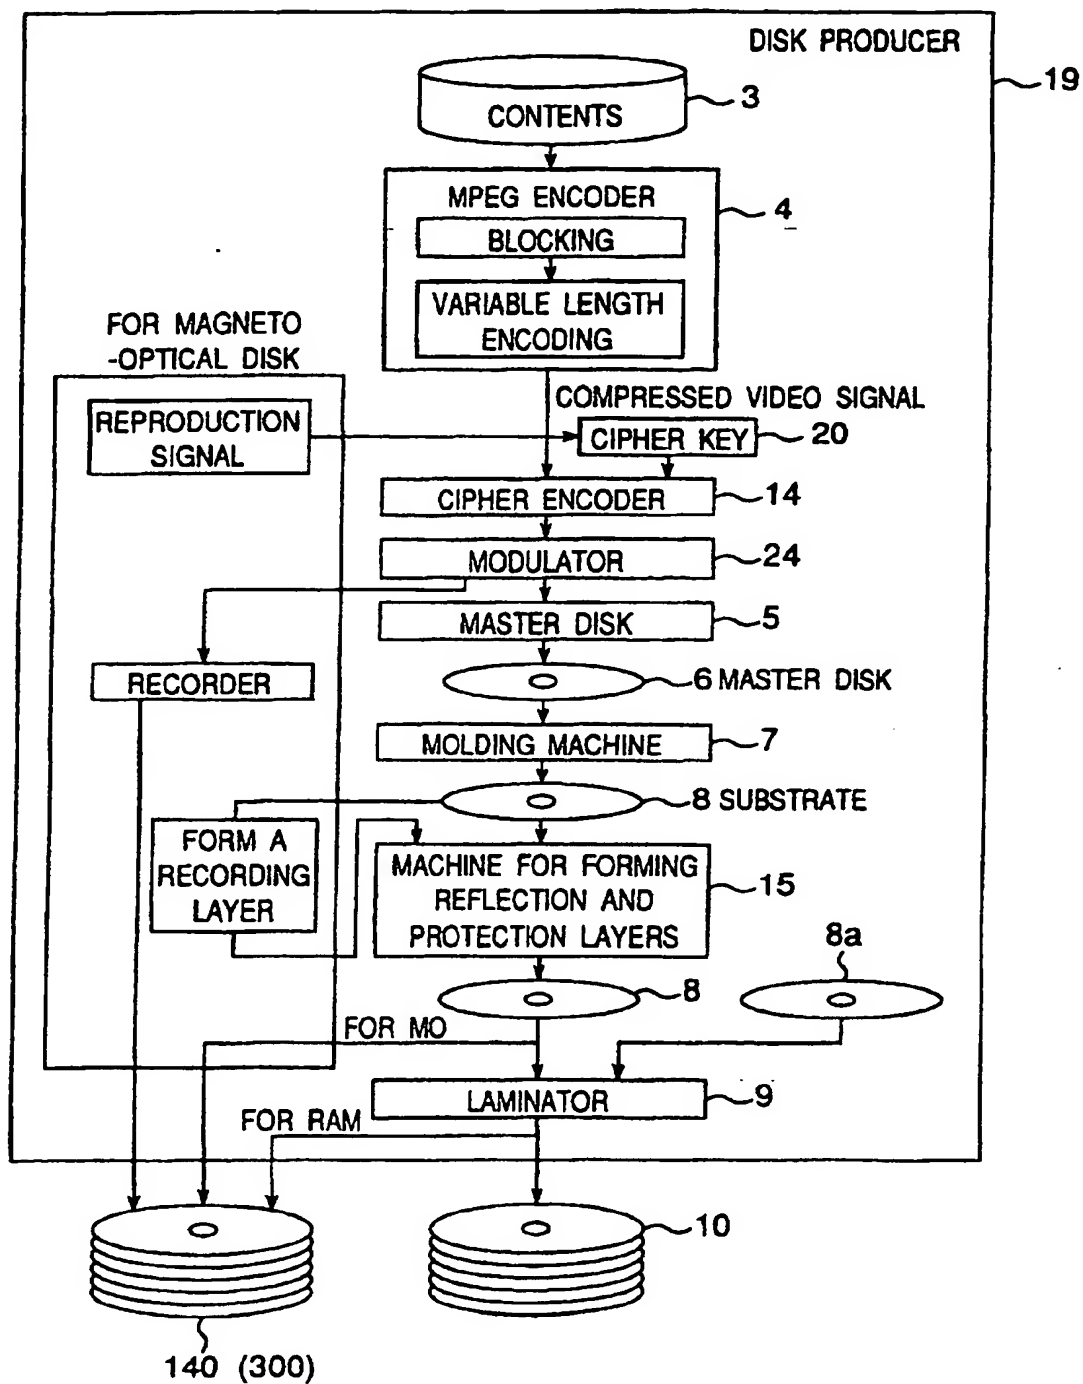 DISK PRODUCER
19
CONTENTS
3
MPEG ENCODER
4
BLOCKING
VARIABLE LENGTH
ENCODING
FOR MAGNETO
-OPTICAL DISK
COMPRESSED VIDEO SIGNAL
REPRODUCTION
SIGNAL
CIPHER KEY
20
CIPHER ENCODER
14
MODULATOR
24
MASTER DISK
5
RECORDER
6 MASTER DISK
MOLDING MACHINE
7
8 SUBSTRATE
FORM A
RECORDING
LAYER
MACHINE FOR FORMING
REFLECTION AND
PROTECTION LAYERS
15
8a
8
FOR MO
LAMINATOR
9
FOR RAM
10
140 (300)